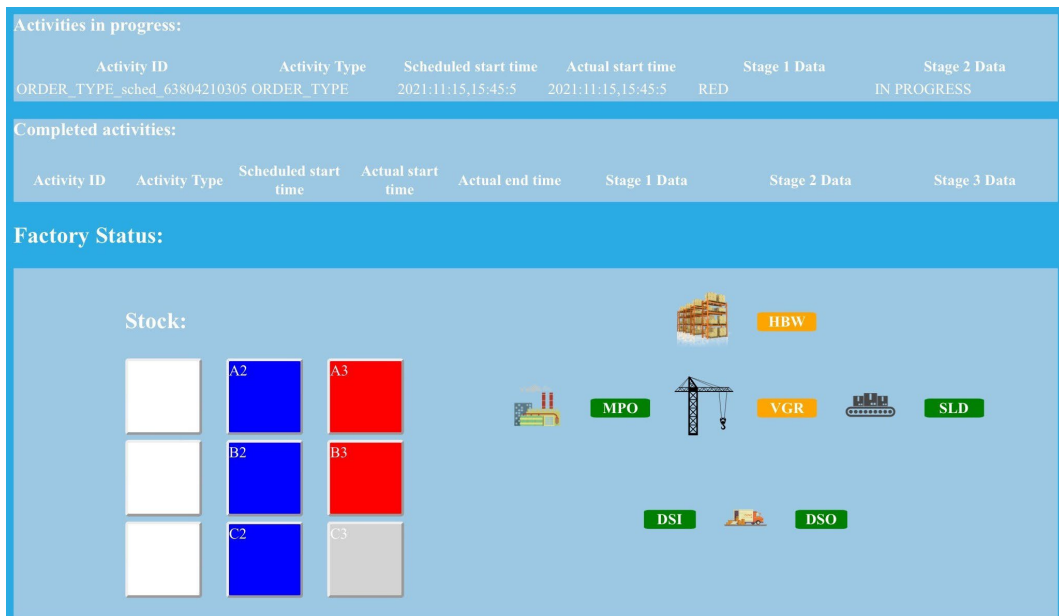 Activities in progress:
Activity ID Activity Type Scheduled start time Actual start time Stage 1 Data Stage 2 Data
ORDER_TYPE_sched_63804210305 ORDER_TYPE 2021:11:15,15:45:5 2021:11:15,15:45:5 RED IN PROGRESS
Completed activities:
Activity ID Activity Type Scheduled start time Actual start time Actual end time Stage 1 Data Stage 2 Data Stage 3 Data
Factory Status:
Stock:
HBW
A2 A3
MPO VGR SLD
B2 B3
DSI DSO
C2 C3